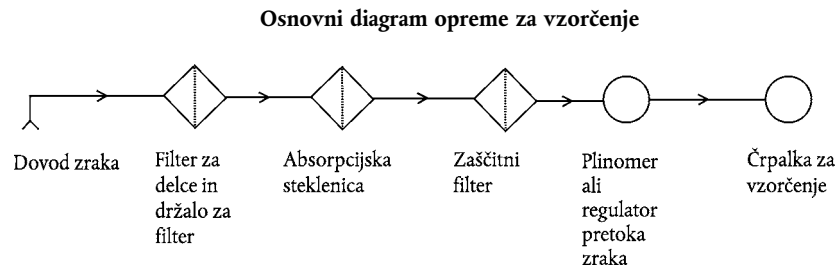 Osnovni diagram opreme za vzorčenje
Dovod zraka
Filter za
delce in
držalo za
filter
Absorpcijska
steklenica
Zaščitni
filter
Plinomer
ali
regulator
pretoka
zraka
Črpalka za
vzorčenje